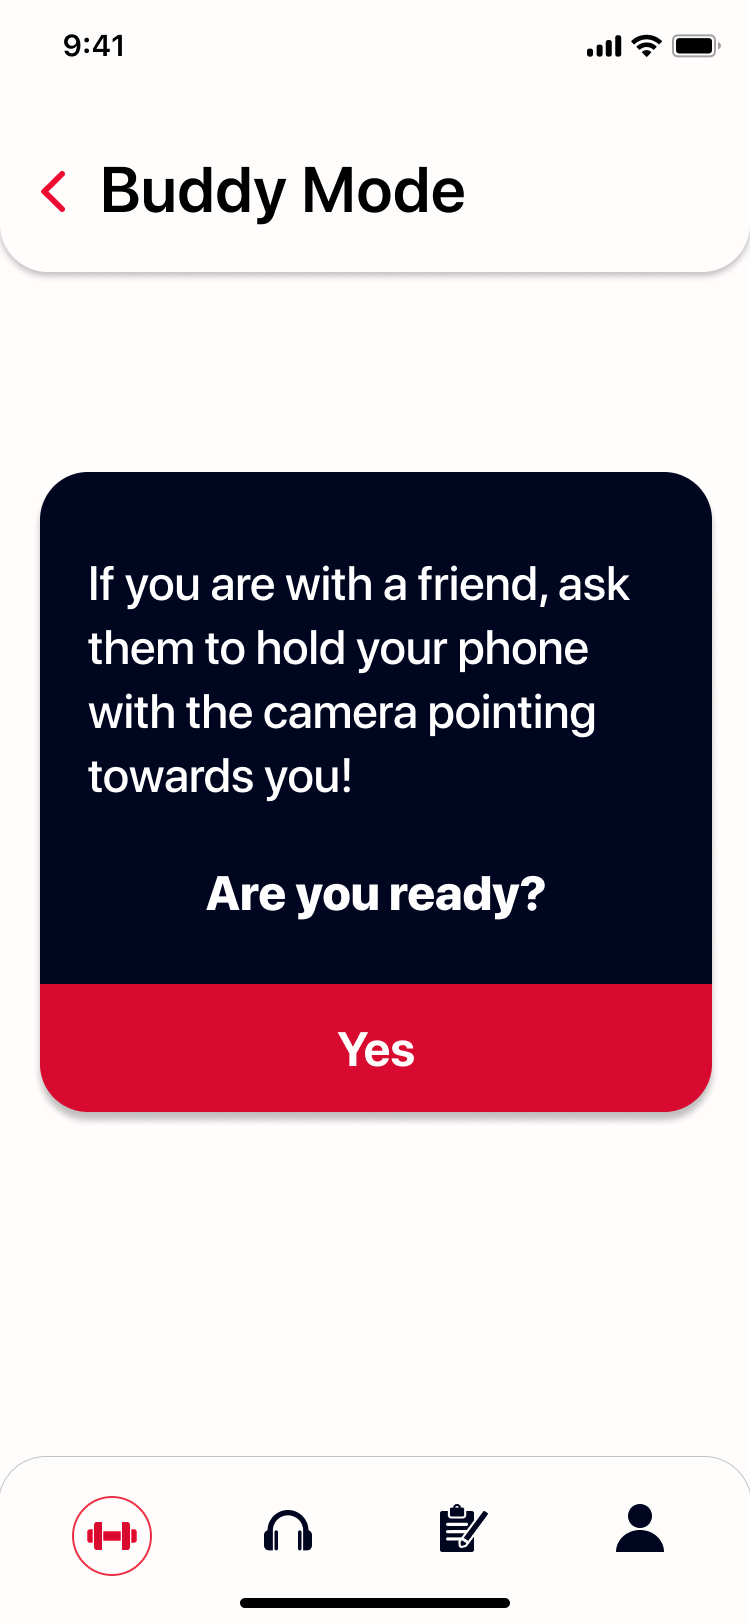 9:41
Buddy Mode
If you are with a friend, ask
them to hold your phone
with the camera pointing
towards you!
Are you ready?
Yes